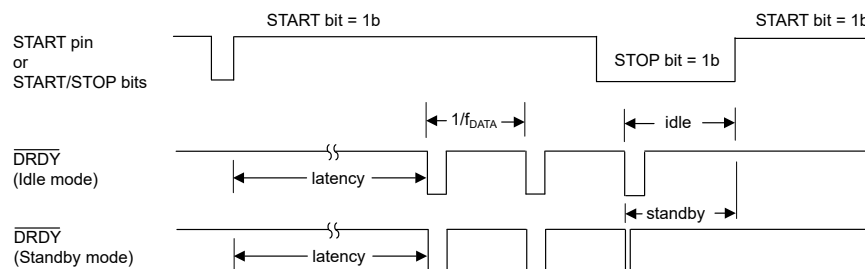 START bit = 1b
START bit = 1b
START pin
or
START/STOP bits
STOP bit = 1b
1/fDATA
idle
DRDY
(Idle mode)
latency
standby
DRDY
(Standby mode)
latency